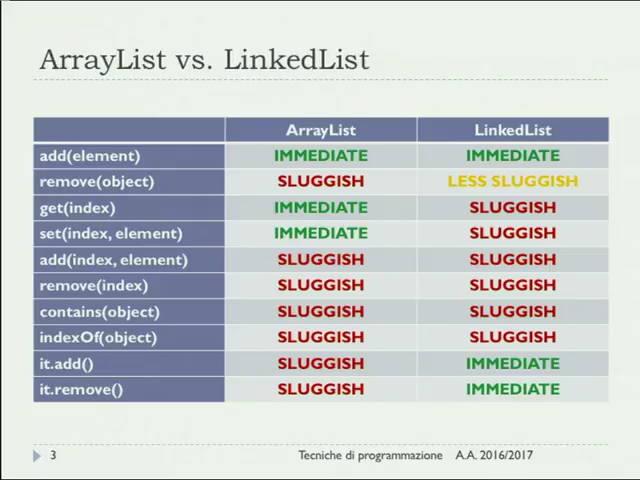 ArrayList vs. LinkedList
ArrayList LinkedList
add(element) IMMEDIATE IMMEDIATE
remove(object) SLUGGISH LESS SLUGGISH
get(index) IMMEDIATE SLUGGISH
set(index, element) IMMEDIATE SLUGGISH
add(index, element) SLUGGISH SLUGGISH
remove(index) SLUGGISH SLUGGISH
contains(object) SLUGGISH SLUGGISH
indexOf(object) SLUGGISH SLUGGISH
it.add() SLUGGISH IMMEDIATE
it.remove() SLUGGISH IMMEDIATE
3 Tecniche di programmazione A.A. 2016/2017